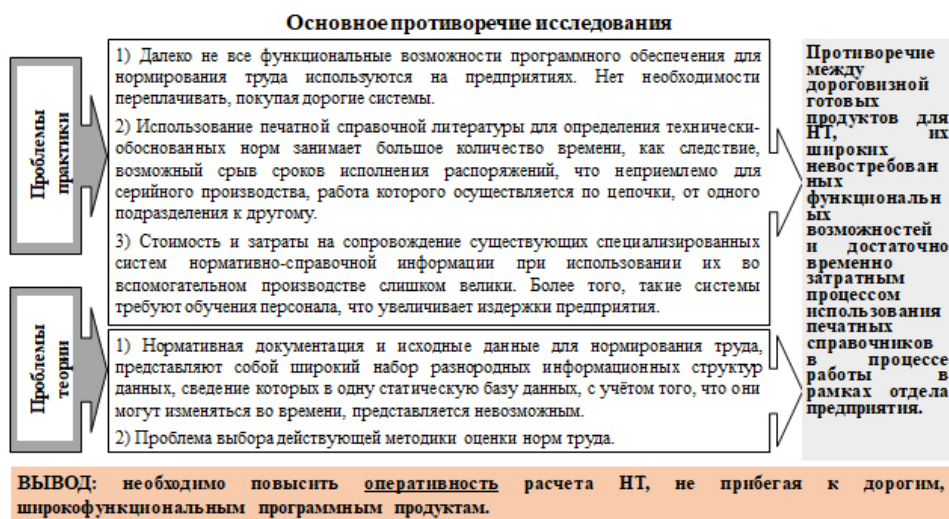 Основное противоречие исследования
Проблемы
практики
1) Далеко не все функциональные возможности программного обеспечения для
нормирования труда используются на предприятиях. Нет необходимости
переплачивать, покупая дорогие системы.
2) Использование печатной справочной литературы для определения технически-
обоснованных норм занимает большое количество времени, как следствие,
возможный срыв сроков исполнения распоряжений, что неприемлемо для
серийного производства, работа которого осуществляется по цепочки, от одного
подразделения к другому.
3) Стоимость и затраты на сопровождение существующих специализированных
систем нормативно-справочной информации при использовании их во
вспомогательном производстве слишком велики. Более того, такие системы
требуют обучения персонала, что увеличивает издержки предприятия.
Проблемы
теории
1) Нормативная документация и исходные данные для нормирования труда,
представляют собой широкий набор разнородных информационных структур
данных, сведение которых в одну статическую базу данных, с учётом того, что они
могут изменяться во времени, представляется невозможным.
2) Проблема выбора действующей методики оценки норм труда.
Противоречие
между
дороговизной
готовых
продуктов для
НТ, их
широких
невостребован
ных
функциональн
ых
возможностей
и достаточно
временно
затратным
процессом
использования
печатных
справочников
в процессе
работы в
рамках отдела
предприятия.
ВЫВОД: необходимо повысить оперативность расчета НТ, не прибегая к дорогим,
широкофункциональным программным продуктам.